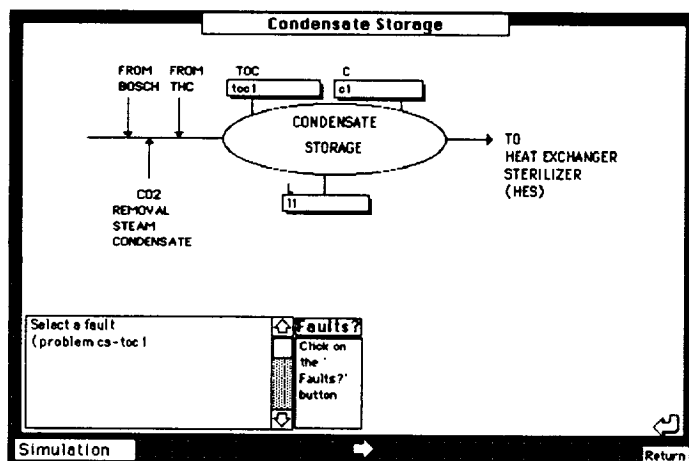 Condensate Storage
FROM
BOSCH
FROM
THC
TOC
toc1
C
c1
CONDENSATE
STORAGE
TO
HEAT EXCHANGER
STERILIZER
(HES)
L
l1
CO2
REMOVAL
STEAM
CONDENSATE
Select a fault
(problem cs-toc1
Faults?
Click on
the '
Faults?'
button
Simulation
Return